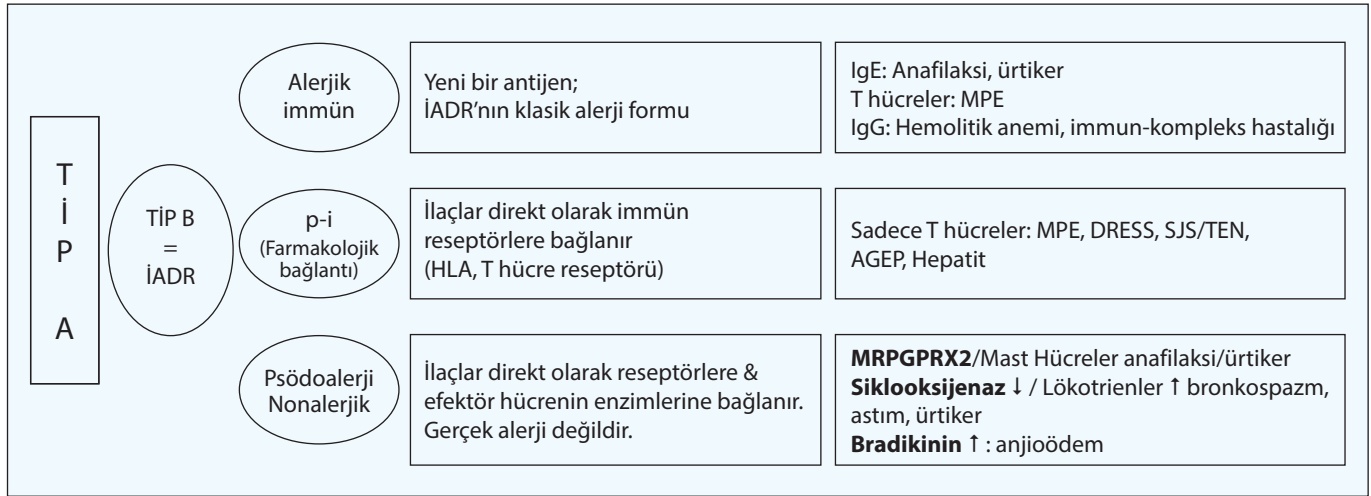 TİP A
TİP B
=
İADR
Alerjik
immün
Yeni bir antijen;
İADR’nın klasik alerji formu
IgE: Anafilaksi, ürtiker
T hücreler: MPE
IgG: Hemolitik anemi, immun-kompleks hastalığı
p-i
(Farmakolojik
bağlantı)
İlaçlar direkt olarak immün
reseptörlere bağlanır
(HLA, T hücre reseptörü)
Sadece T hücreler: MPE, DRESS, SJS/TEN,
AGEP, Hepatit
Psödoalerji
Nonalerjik
İlaçlar direkt olarak reseptörlere &
efektör hücrenin enzimlerine bağlanır.
Gerçek alerji değildir.
MRPGPRX2/Mast Hücreler anafilaksi/ürtiker
Siklooksijenaz ↓ / Lökotrienler ↑ bronkospazm,
astım, ürtiker
Bradikinin ↑ : anjioödem